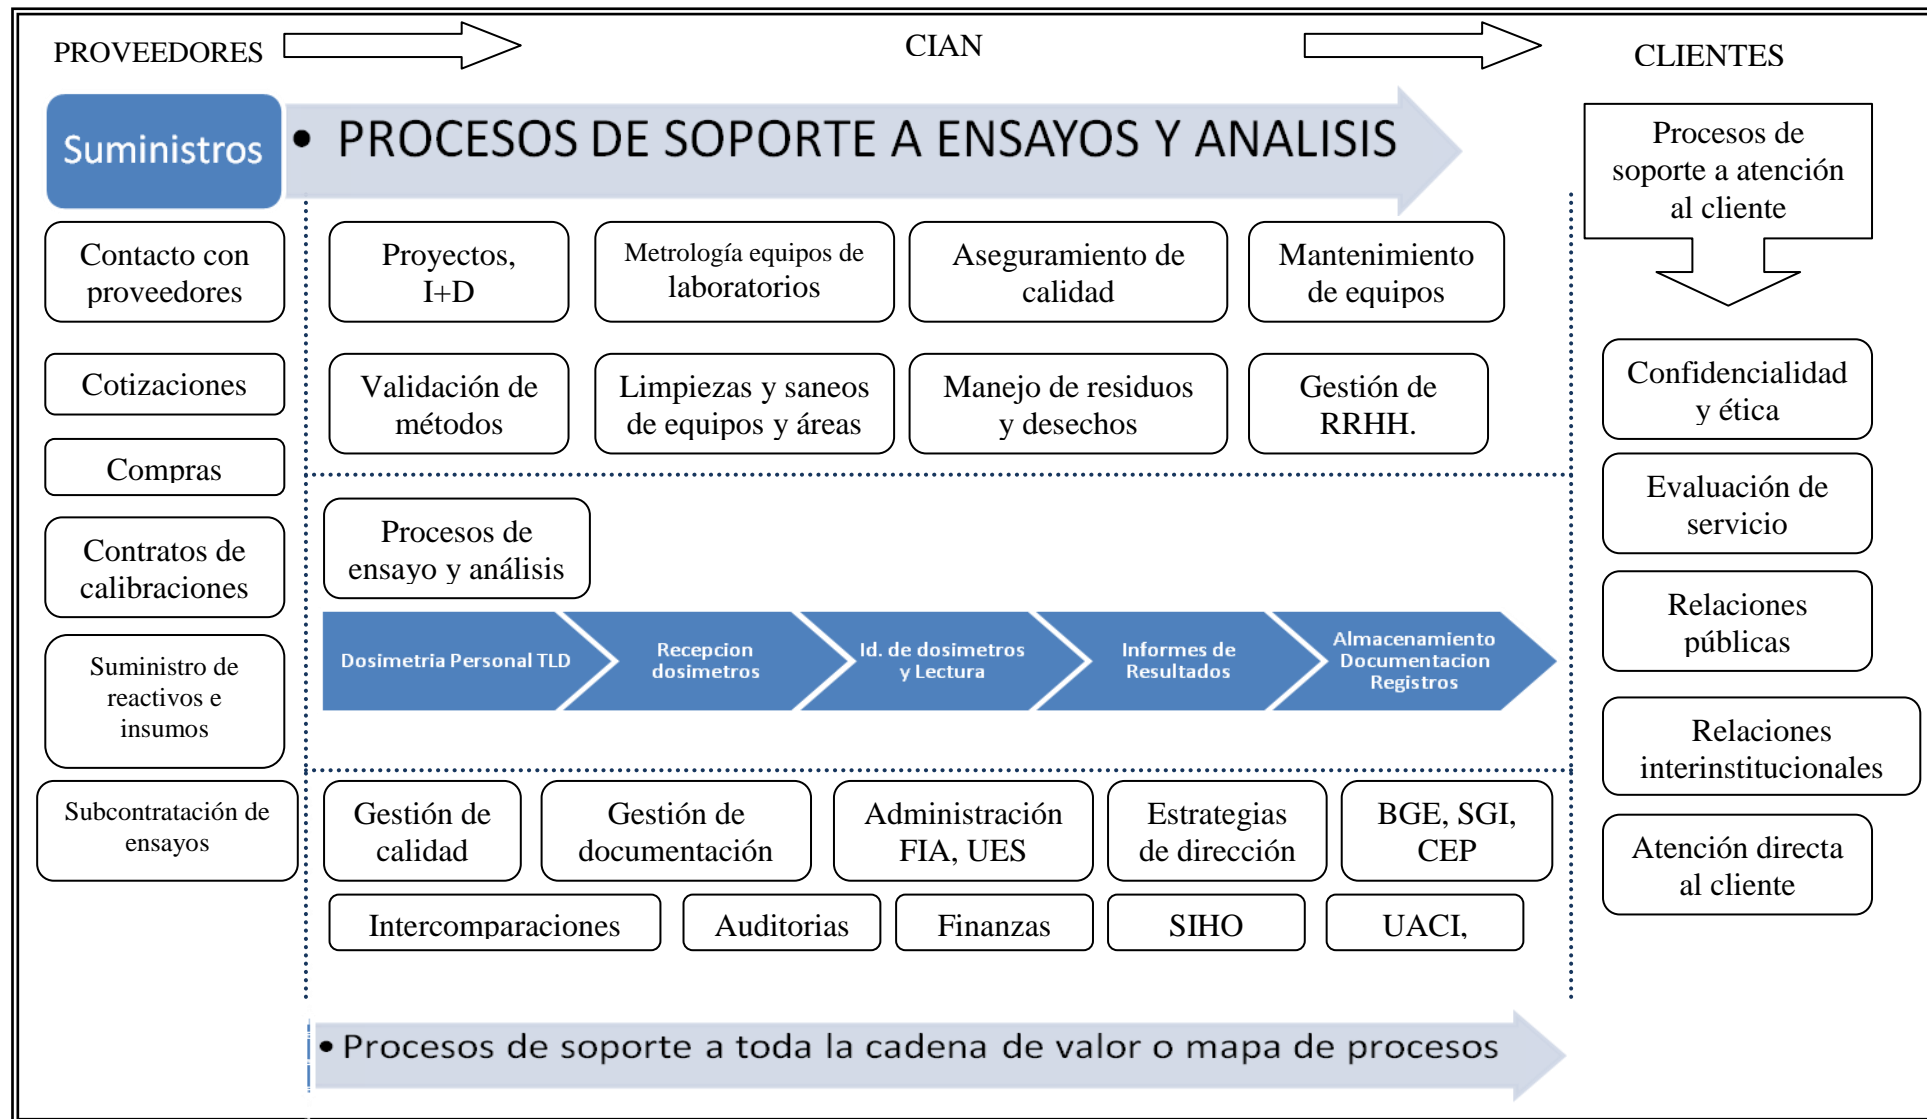 PROVEEDORES
CIAN
CLIENTES
Suministros
• PROCESOS DE SOPORTE A ENSAYOS Y ANALISIS
Procesos de
soporte a atención
al cliente
Contacto con
proveedores
Cotizaciones
Compras
Contratos de
calibraciones
Suministro de
reactivos e
insumos
Subcontratación de
ensayos
Proyectos,
I+D
Metrología equipos de
laboratorios
Aseguramiento de
calidad
Mantenimiento
de equipos
Validación de
métodos
Limpiezas y saneos
de equipos y áreas
Manejo de residuos
y desechos
Gestión de
RRHH.
Procesos de
ensayo y análisis
Dosimetria Personal TLD
Recepcion
dosimetros
Id. de dosimetros
y Lectura
Informes de
Resultados
Almacenamiento
Documentacion
Registros
Gestión de
calidad
Gestión de
documentación
Administración
FIA, UES
Estrategias
de dirección
BGE, SGI,
CEP
Intercomparaciones
Auditorias
Finanzas
SIHO
UACI,
Confidencialidad
y ética
Evaluación de
servicio
Relaciones
públicas
Relaciones
interinstitucionales
Atención directa
al cliente
• Procesos de soporte a toda la cadena de valor o mapa de procesos